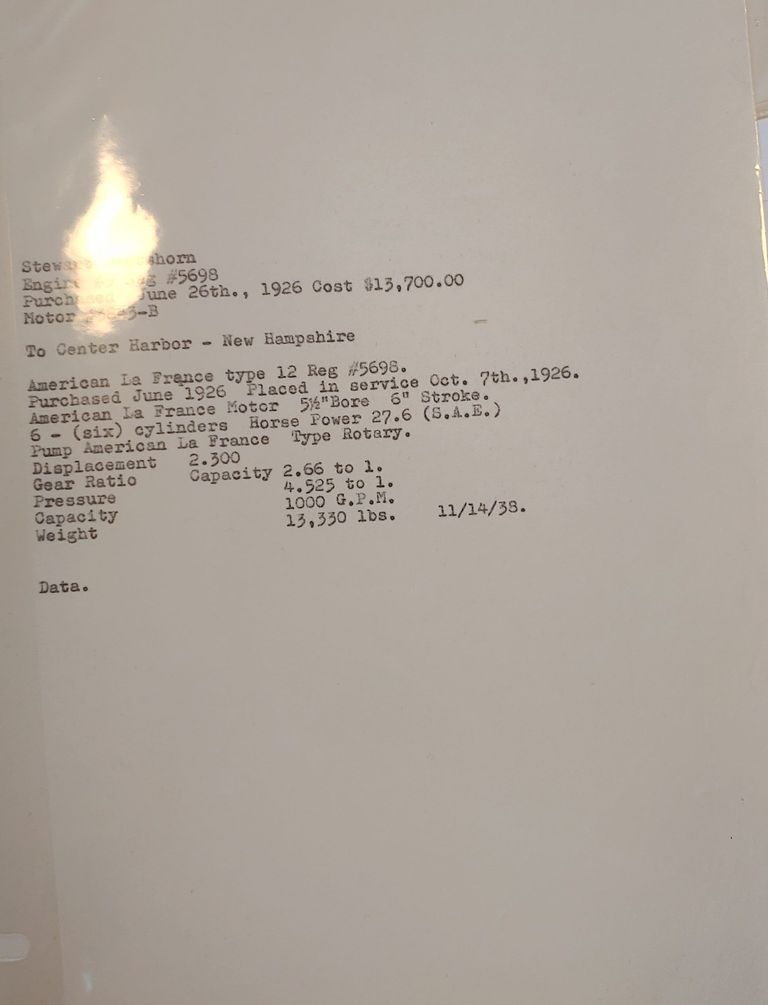 #5698
June 26th., 1926 Cost $13,700.00
Motor
To Center Harbor - New Hampshire
American La France type 12 Reg #5698.
Purchased June 1926 Placed in service Oct. 7th.,1926.
American La France Motor 5½"Bore 6" Stroke.
6 - (six) cylinders Horse Power 27.6 (S.A.E.)
Pump American La France Type Rotary.
Displacement 2.300
Gear Ratio Capacity 2.66 to 1.
Pressure 4.525 to 1.
Capacity 1000 G.P.M.
Weight 13,330 lbs. 11/14/38.
Data.